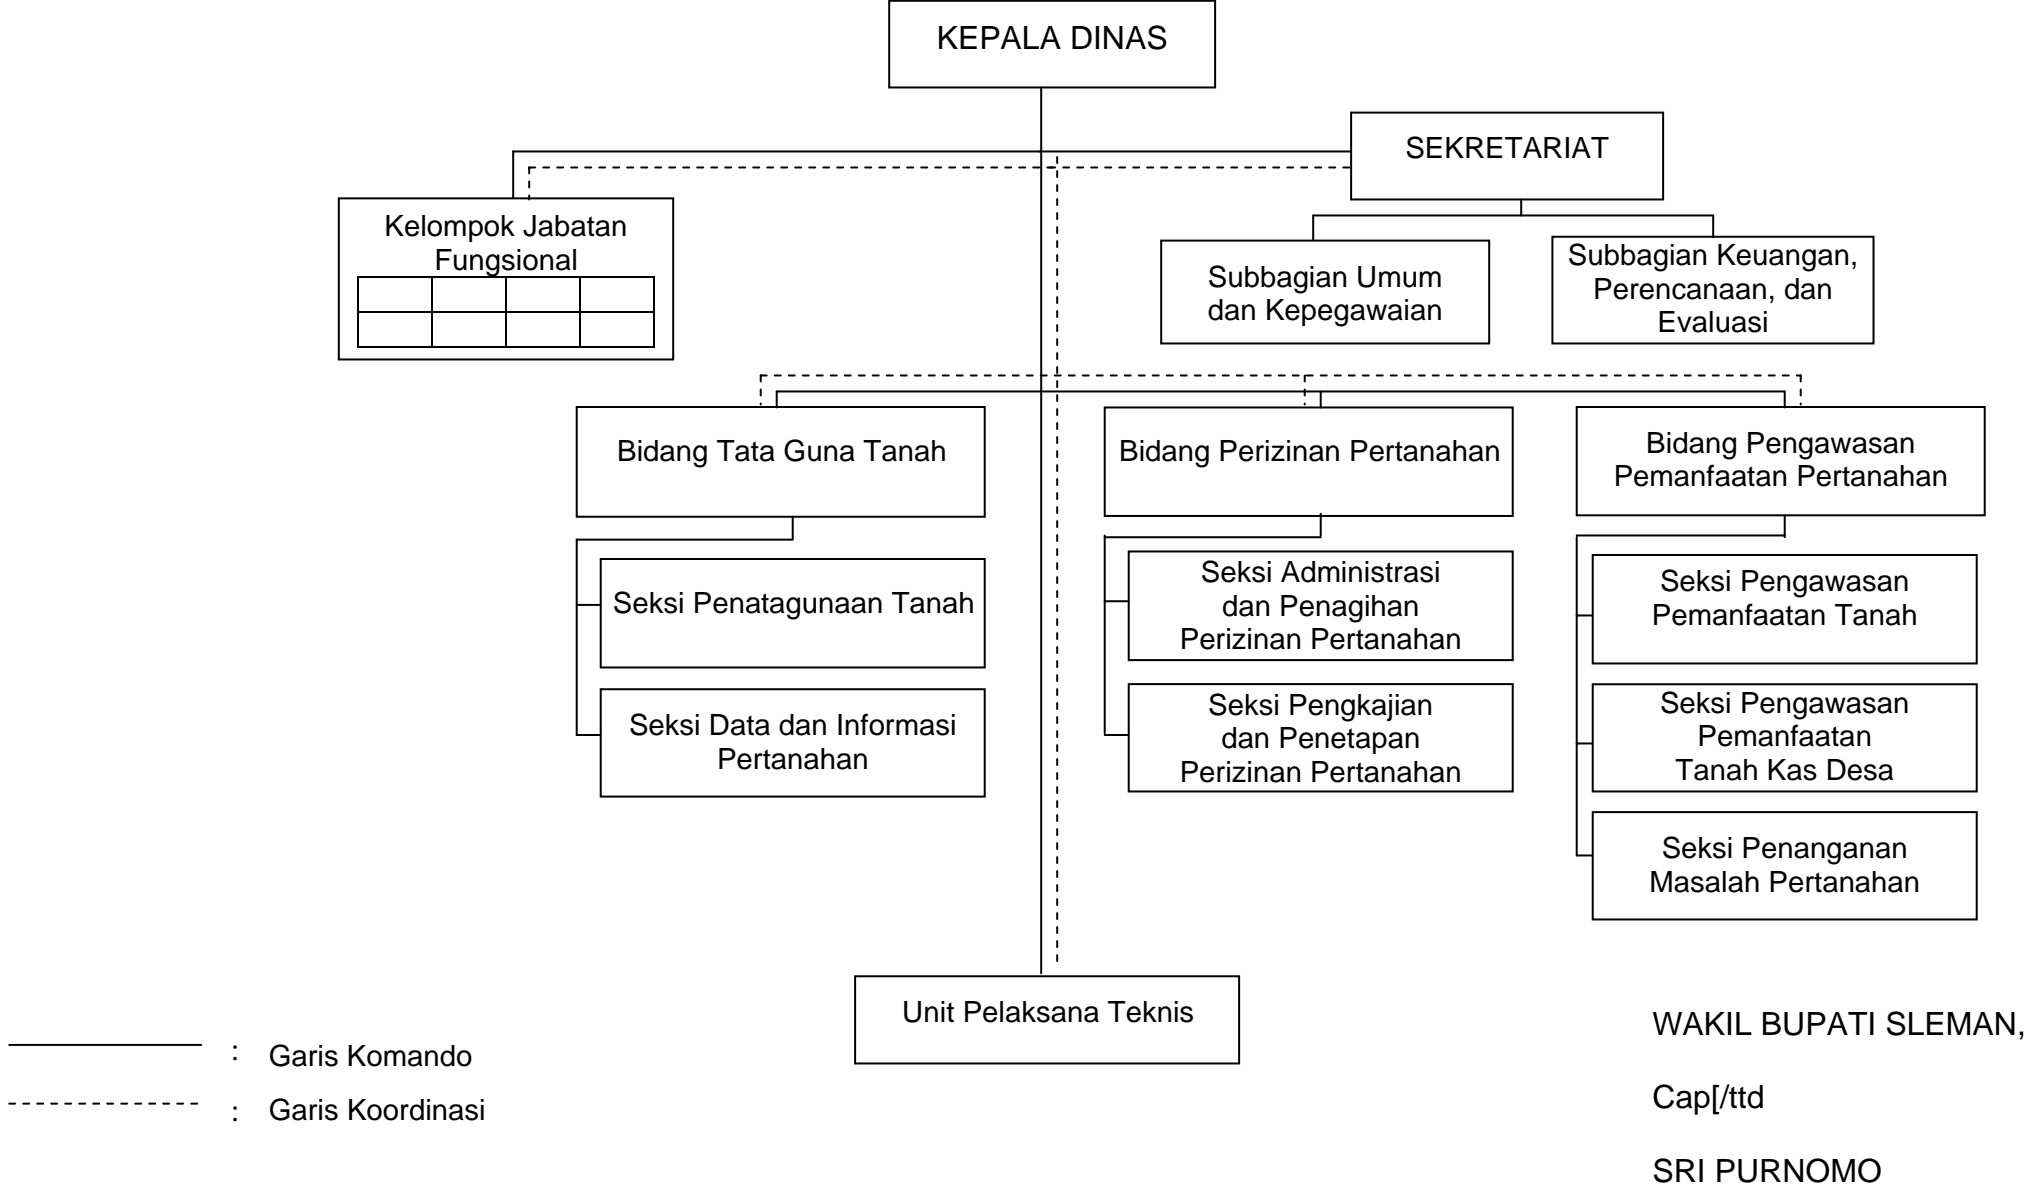 KEPALA DINAS
SEKRETARIAT
Kelompok Jabatan
Fungsional
Subbagian Umum
dan Kepegawaian
Subbagian Keuangan,
Perencanaan, dan
Evaluasi
Bidang Tata Guna Tanah
Bidang Perizinan Pertanahan
Bidang Pengawasan
Pemanfaatan Pertanahan
Seksi Penatagunaan Tanah
Seksi Data dan Informasi
Pertanahan
Seksi Administrasi
dan Penagihan
Perizinan Pertanahan
Seksi Pengkajian
dan Penetapan
Perizinan Pertanahan
Seksi Pengawasan
Pemanfaatan Tanah
Seksi Pengawasan
Pemanfaatan
Tanah Kas Desa
Seksi Penanganan
Masalah Pertanahan
Unit Pelaksana Teknis
: Garis Komando
: Garis Koordinasi
WAKIL BUPATI SLEMAN,
Cap[/ttd
SRI PURNOMO